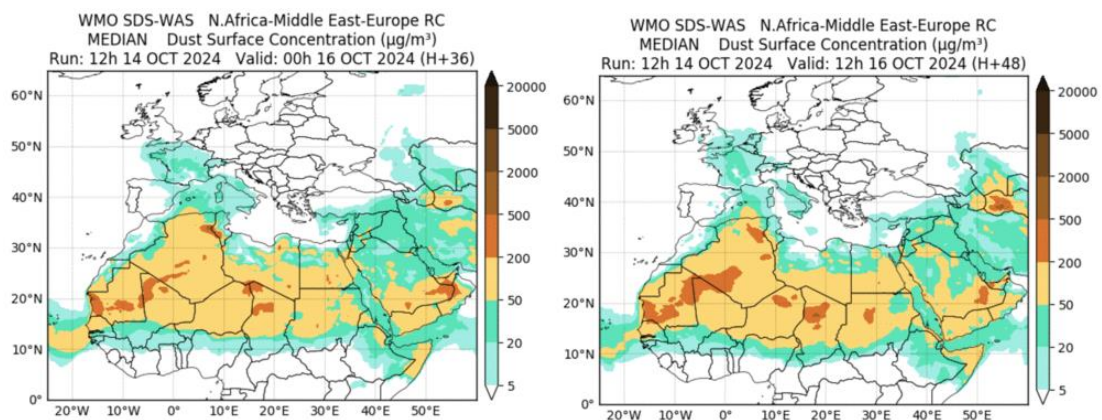 WMO SDS-WAS N.Africa-Middle East-Europe RC
MEDIAN Dust Surface Concentration (µg/m³)
Run: 12h 14 OCT 2024 Valid: 00h 16 OCT 2024 (H+36)
60°N
50°N
40°N
30°N
20°N
10°N
0°
20°W 10°W 0° 10°E 20°E 30°E 40°E 50°E
20000
5000
2000
500
200
50
20
5
WMO SDS-WAS N.Africa-Middle East-Europe RC
MEDIAN Dust Surface Concentration (µg/m³)
Run: 12h 14 OCT 2024 Valid: 12h 16 OCT 2024 (H+48)
60°N
50°N
40°N
30°N
20°N
10°N
0°
20°W 10°W 0° 10°E 20°E 30°E 40°E 50°E
20000
5000
2000
500
200
50
20
5